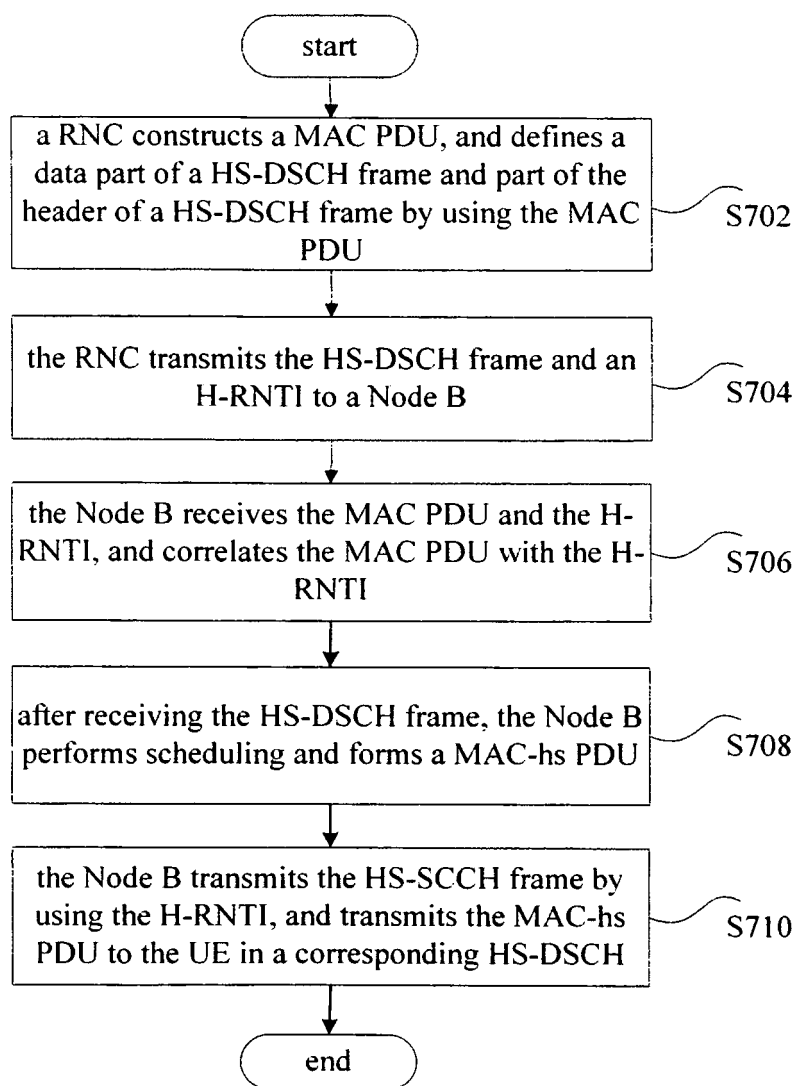 start
a RNC constructs a MAC PDU, and defines a
data part of a HS-DSCH frame and part of the
header of a HS-DSCH frame by using the MAC
PDU
S702
the RNC transmits the HS-DSCH frame and an
H-RNTI to a Node B
S704
the Node B receives the MAC PDU and the H-
RNTI, and correlates the MAC PDU with the H-
RNTI
S706
after receiving the HS-DSCH frame, the Node B
performs scheduling and forms a MAC-hs PDU
S708
the Node B transmits the HS-SCCH frame by
using the H-RNTI, and transmits the MAC-hs
PDU to the UE in a corresponding HS-DSCH
S710
end